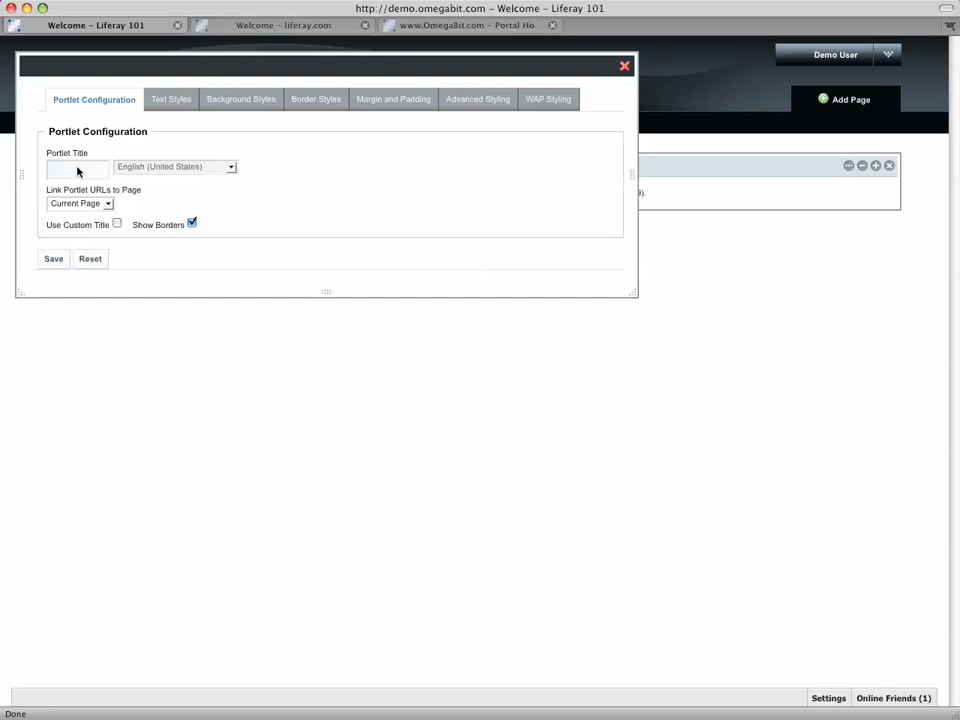 http://demo.omegabit.com – Welcome – Liferay 101
Welcome – Liferay 101
Welcome – liferay.com
www.OmegaBit.com – Portal Ho...
Demo User
Add Page
Portlet Configuration
Text Styles
Background Styles
Border Styles
Margin and Padding
Advanced Styling
WAP Styling
Portlet Configuration
Portlet Title
English (United States)
Link Portlet URLs to Page
Current Page
Use Custom Title
Show Borders
Save
Reset
Settings
Online Friends (1)
Done